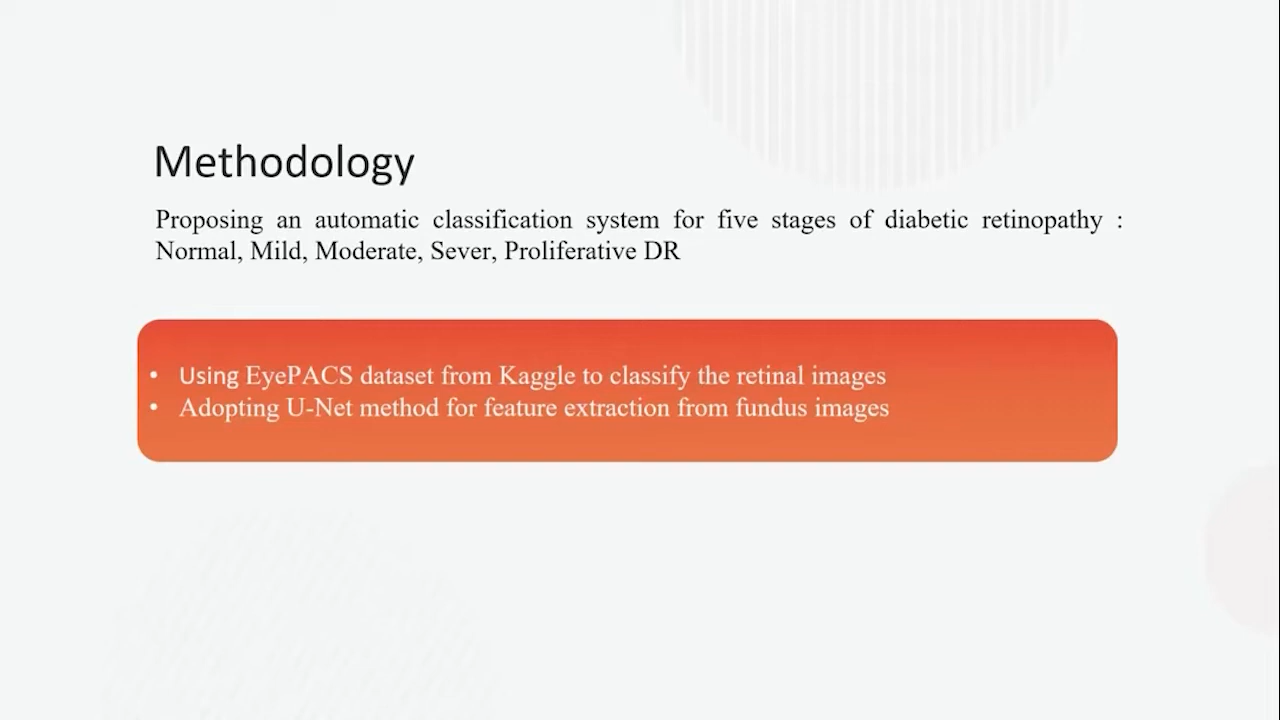 Methodology
Proposing an automatic classification system for five stages of diabetic retinopathy :
Normal, Mild, Moderate, Sever, Proliferative DR
• Using EyePACS dataset from Kaggle to classify the retinal images
• Adopting U-Net method for feature extraction from fundus images